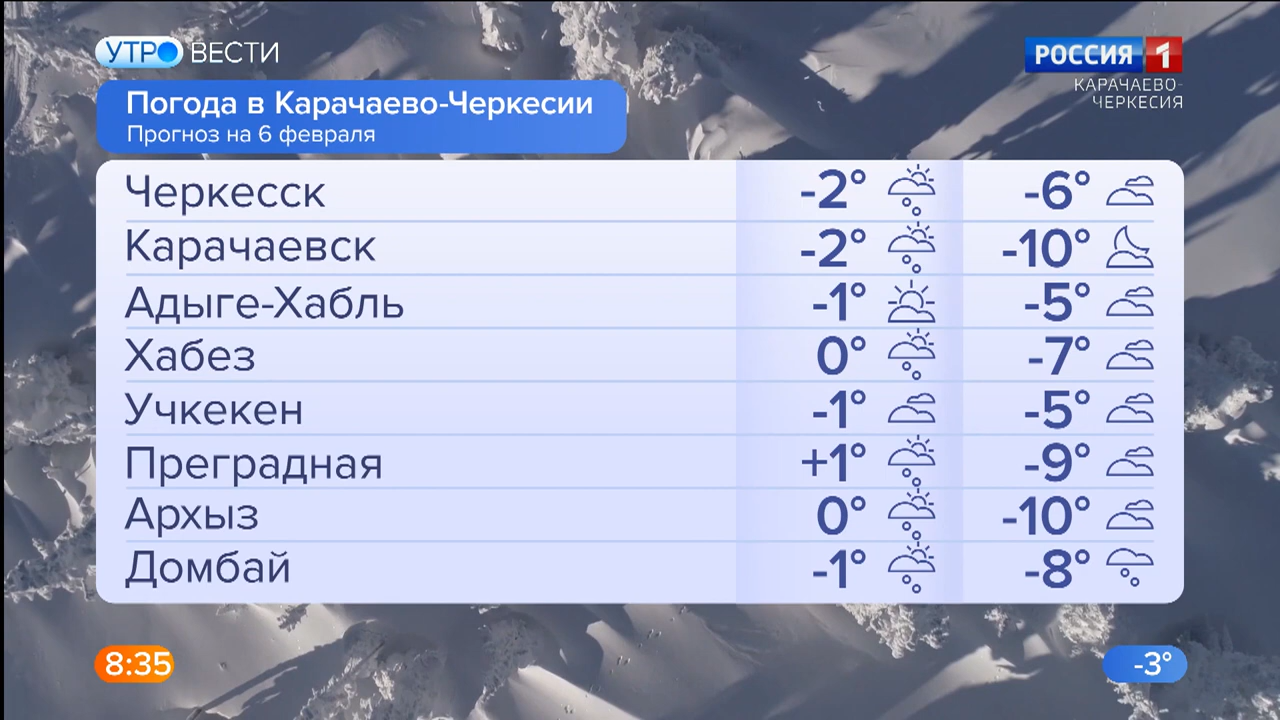 УТРО ВЕСТИ
РОССИЯ 1
КАРАЧАЕВО-
ЧЕРКЕСИЯ
Погода в Карачаево-Черкесии
Прогноз на 6 февраля
Черкесск -2° -6°
Карачаевск -2° -10°
Адыге-Хабль -1° -5°
Хабез 0° -7°
Учкекен -1° -5°
Преградная +1° -9°
Архыз 0° -10°
Домбай -1° -8°
8:35 -3°